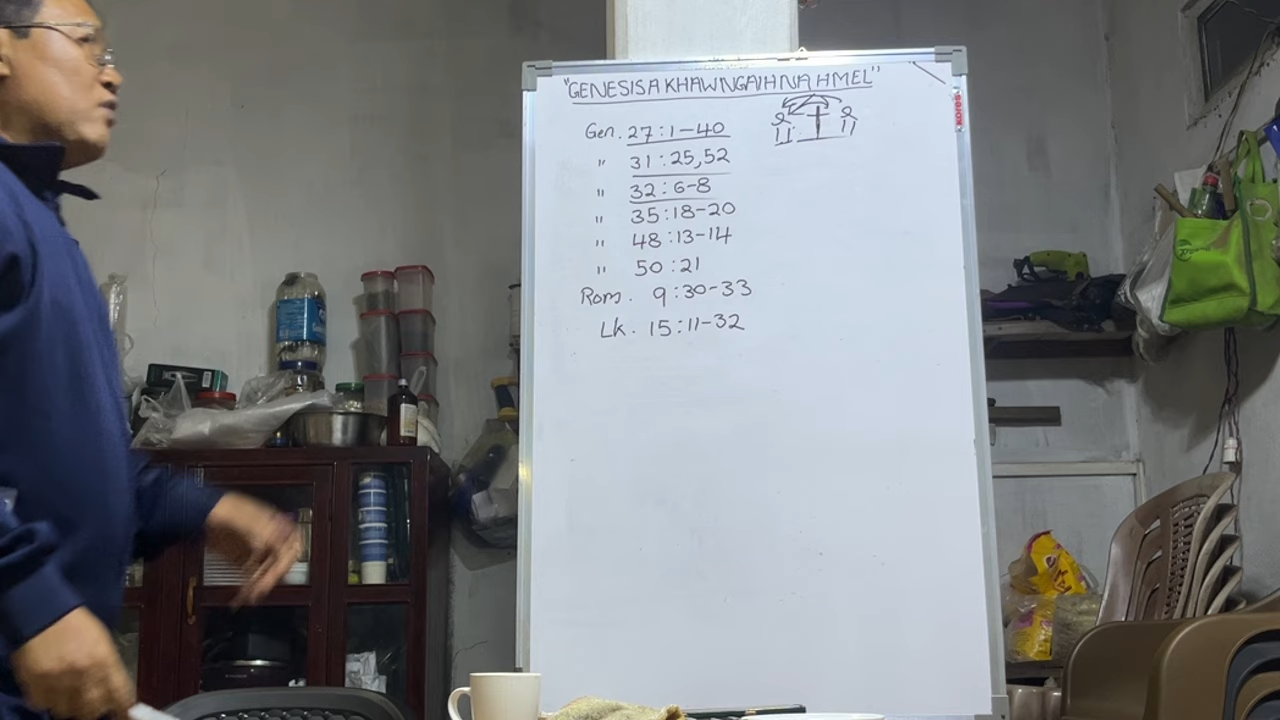 "GENESISA KHAWNGAIHNA HMEL"
Gen. 27:1-40
" 31:25,52
" 32:6-8
" 35:18-20
" 48:13-14
" 50:21
Rom. 9:30-33
Lk. 15:11-32
kores